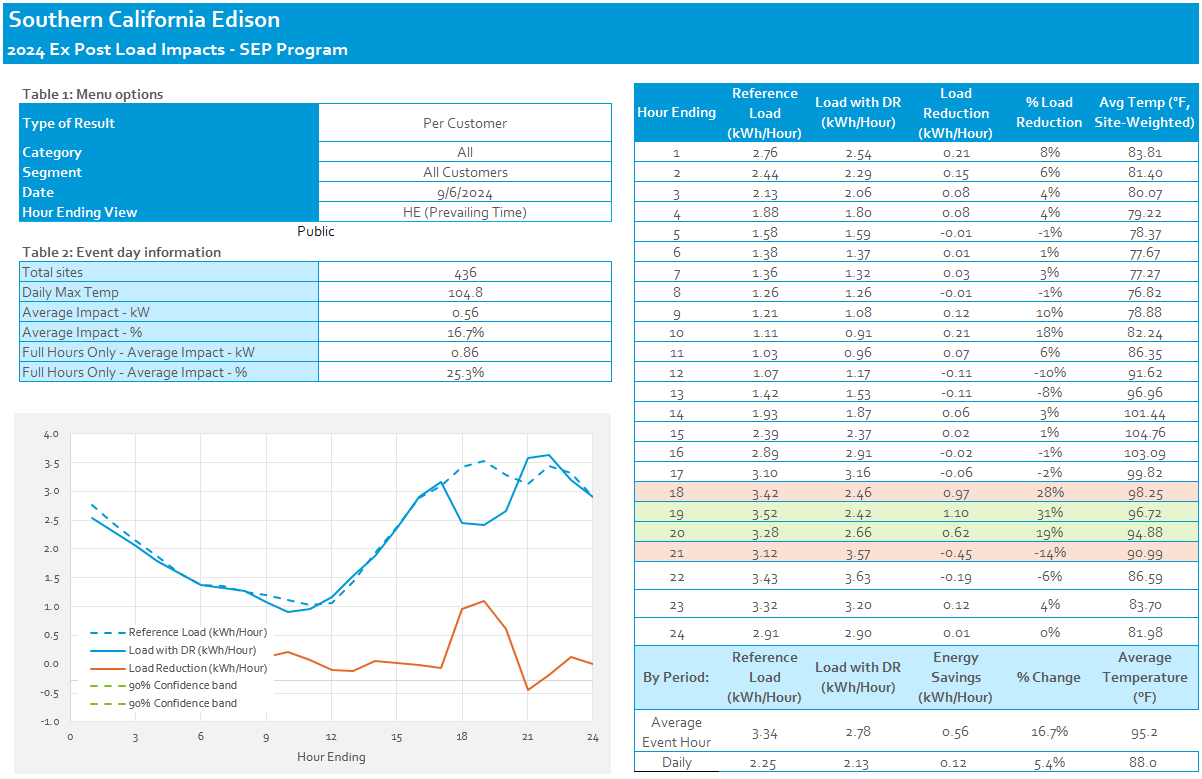 Southern California Edison
2024 Ex Post Load Impacts - SEP Program
Table 1: Menu options
Type of Result Per Customer
Category All
Segment All Customers
Date 9/6/2024
Hour Ending View HE (Prevailing Time)
Public
Table 2: Event day information
Total sites 436
Daily Max Temp 104.8
Average Impact - kW 0.56
Average Impact - % 16.7%
Full Hours Only - Average Impact - kW 0.86
Full Hours Only - Average Impact - % 25.3%
4.0
3.5
3.0
2.5
2.0
1.5
1.0
0.5
0.0
-0.5
-1.0
Reference Load (kWh/Hour)
Load with DR (kWh/Hour)
Load Reduction (kWh/Hour)
90% Confidence band
90% Confidence band
0 3 6 9 12 15 18 21 24
Hour Ending
Hour Ending Reference Load (kWh/Hour) Load with DR (kWh/Hour) Load Reduction (kWh/Hour) % Load Reduction Avg Temp (°F, Site-Weighted)
1 2.76 2.54 0.21 8% 83.81
2 2.44 2.29 0.15 6% 81.40
3 2.13 2.06 0.08 4% 80.07
4 1.88 1.80 0.08 4% 79.22
5 1.58 1.59 -0.01 -1% 78.37
6 1.38 1.37 0.01 1% 77.67
7 1.36 1.32 0.03 3% 77.27
8 1.26 1.26 -0.01 -1% 76.82
9 1.21 1.08 0.12 10% 78.88
10 1.11 0.91 0.21 18% 82.24
11 1.03 0.96 0.07 6% 86.35
12 1.07 1.17 -0.11 -10% 91.62
13 1.42 1.53 -0.11 -8% 96.96
14 1.93 1.87 0.06 3% 101.44
15 2.39 2.37 0.02 1% 104.76
16 2.89 2.91 -0.02 -1% 103.09
17 3.10 3.16 -0.06 -2% 99.82
18 3.42 2.46 0.97 28% 98.25
19 3.52 2.42 1.10 31% 96.72
20 3.28 2.66 0.62 19% 94.88
21 3.12 3.57 -0.45 -14% 90.99
22 3.43 3.63 -0.19 -6% 86.59
23 3.32 3.20 0.12 4% 83.70
24 2.91 2.90 0.01 0% 81.98
By Period: Reference Load (kWh/Hour) Load with DR (kWh/Hour) Energy Savings (kWh/Hour) % Change Average Temperature (°F)
Average Event Hour 3.34 2.78 0.56 16.7% 95.2
Daily 2.25 2.13 0.12 5.4% 88.0